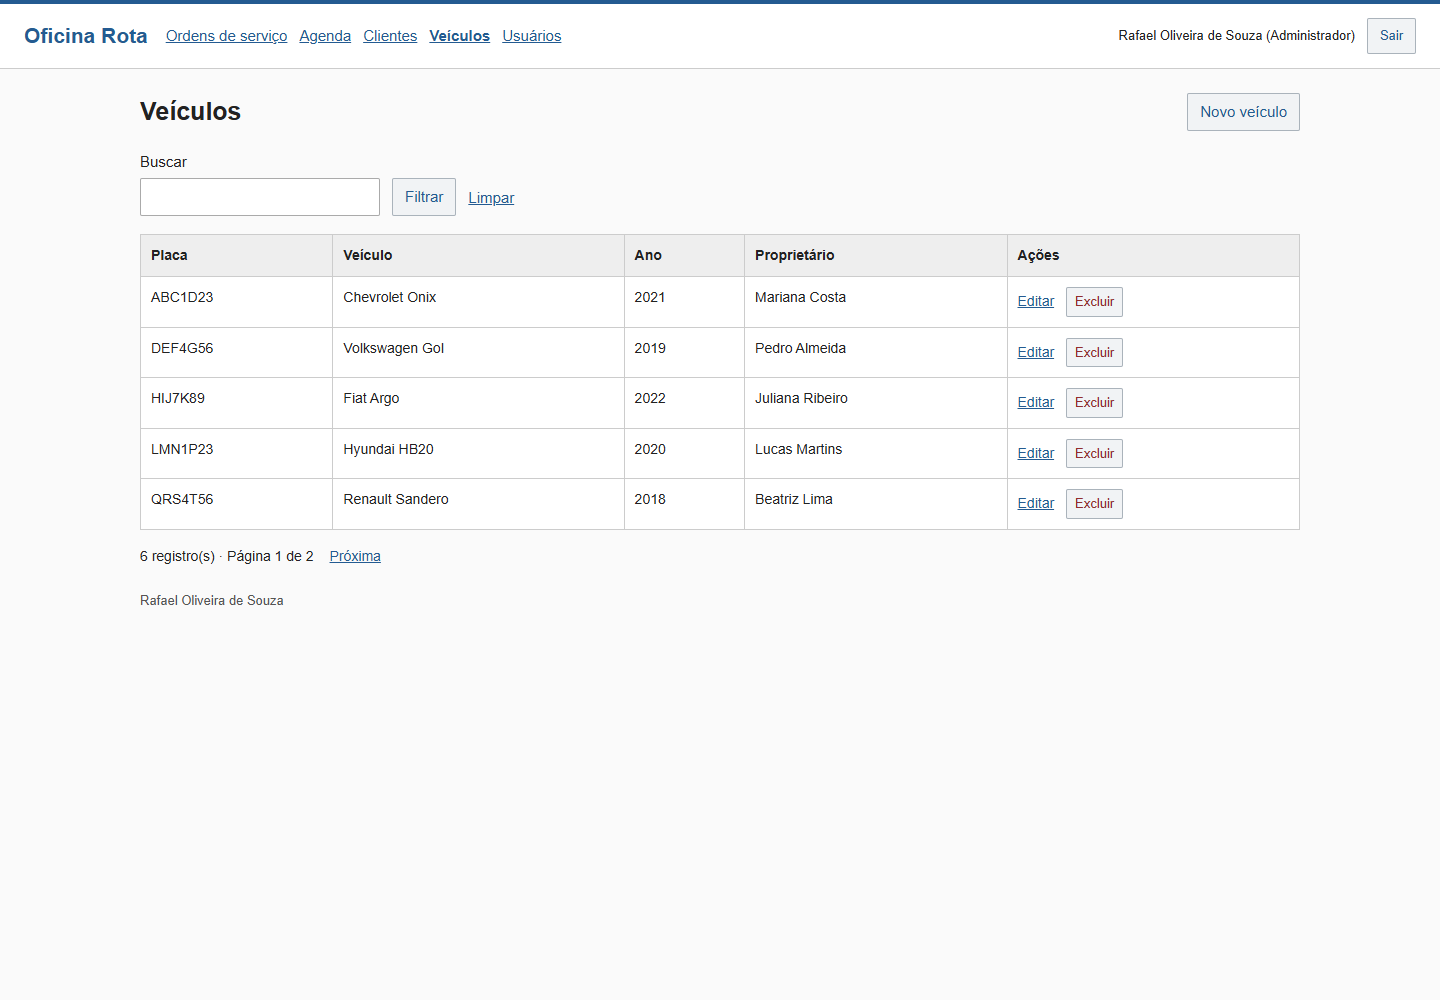 Oficina Rota Ordens de serviço Agenda Clientes Veículos Usuários Rafael Oliveira de Souza (Administrador) Sair
Veículos Novo veículo
Buscar
Filtrar Limpar
Placa Veículo Ano Proprietário Ações
ABC1D23 Chevrolet Onix 2021 Mariana Costa Editar Excluir
DEF4G56 Volkswagen Gol 2019 Pedro Almeida Editar Excluir
HIJ7K89 Fiat Argo 2022 Juliana Ribeiro Editar Excluir
LMN1P23 Hyundai HB20 2020 Lucas Martins Editar Excluir
QRS4T56 Renault Sandero 2018 Beatriz Lima Editar Excluir
6 registro(s) · Página 1 de 2 Próxima
Rafael Oliveira de Souza